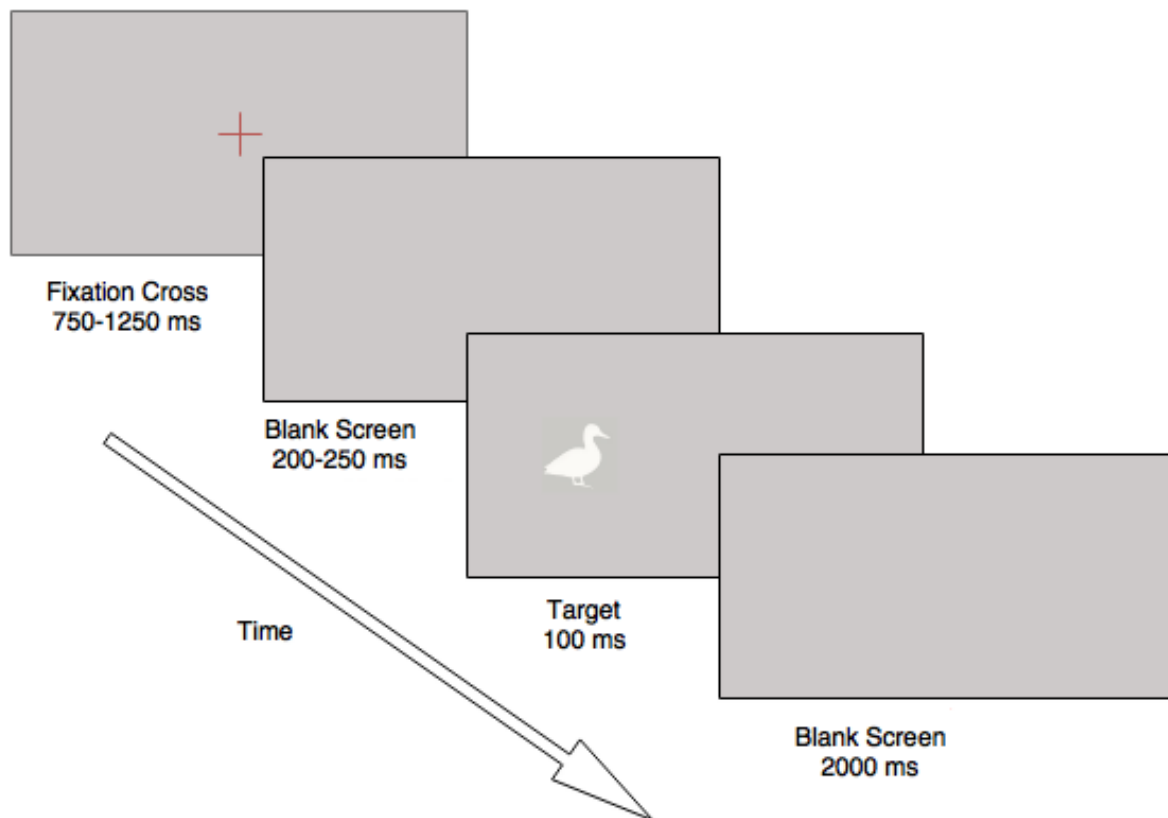 Fixation Cross
750-1250 ms
Blank Screen
200-250 ms
Target
100 ms
Time
Blank Screen
2000 ms